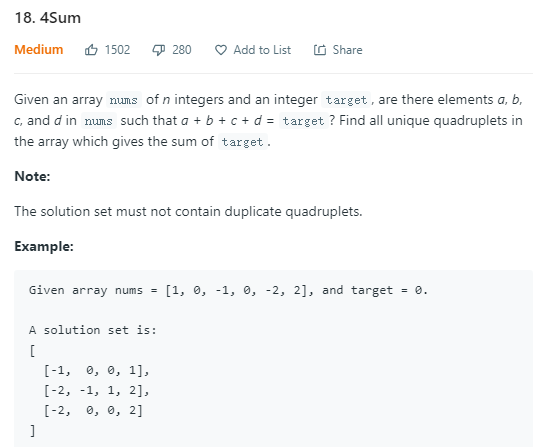 18. 4Sum
Medium 1502 280 Add to List Share
Given an array nums of n integers and an integer target , are there elements a, b,
c, and d in nums such that a + b + c + d = target ? Find all unique quadruplets in
the array which gives the sum of target .
Note:
The solution set must not contain duplicate quadruplets.
Example:
Given array nums = [1, 0, -1, 0, -2, 2], and target = 0.
A solution set is:
[
[-1, 0, 0, 1],
[-2, -1, 1, 2],
[-2, 0, 0, 2]
]